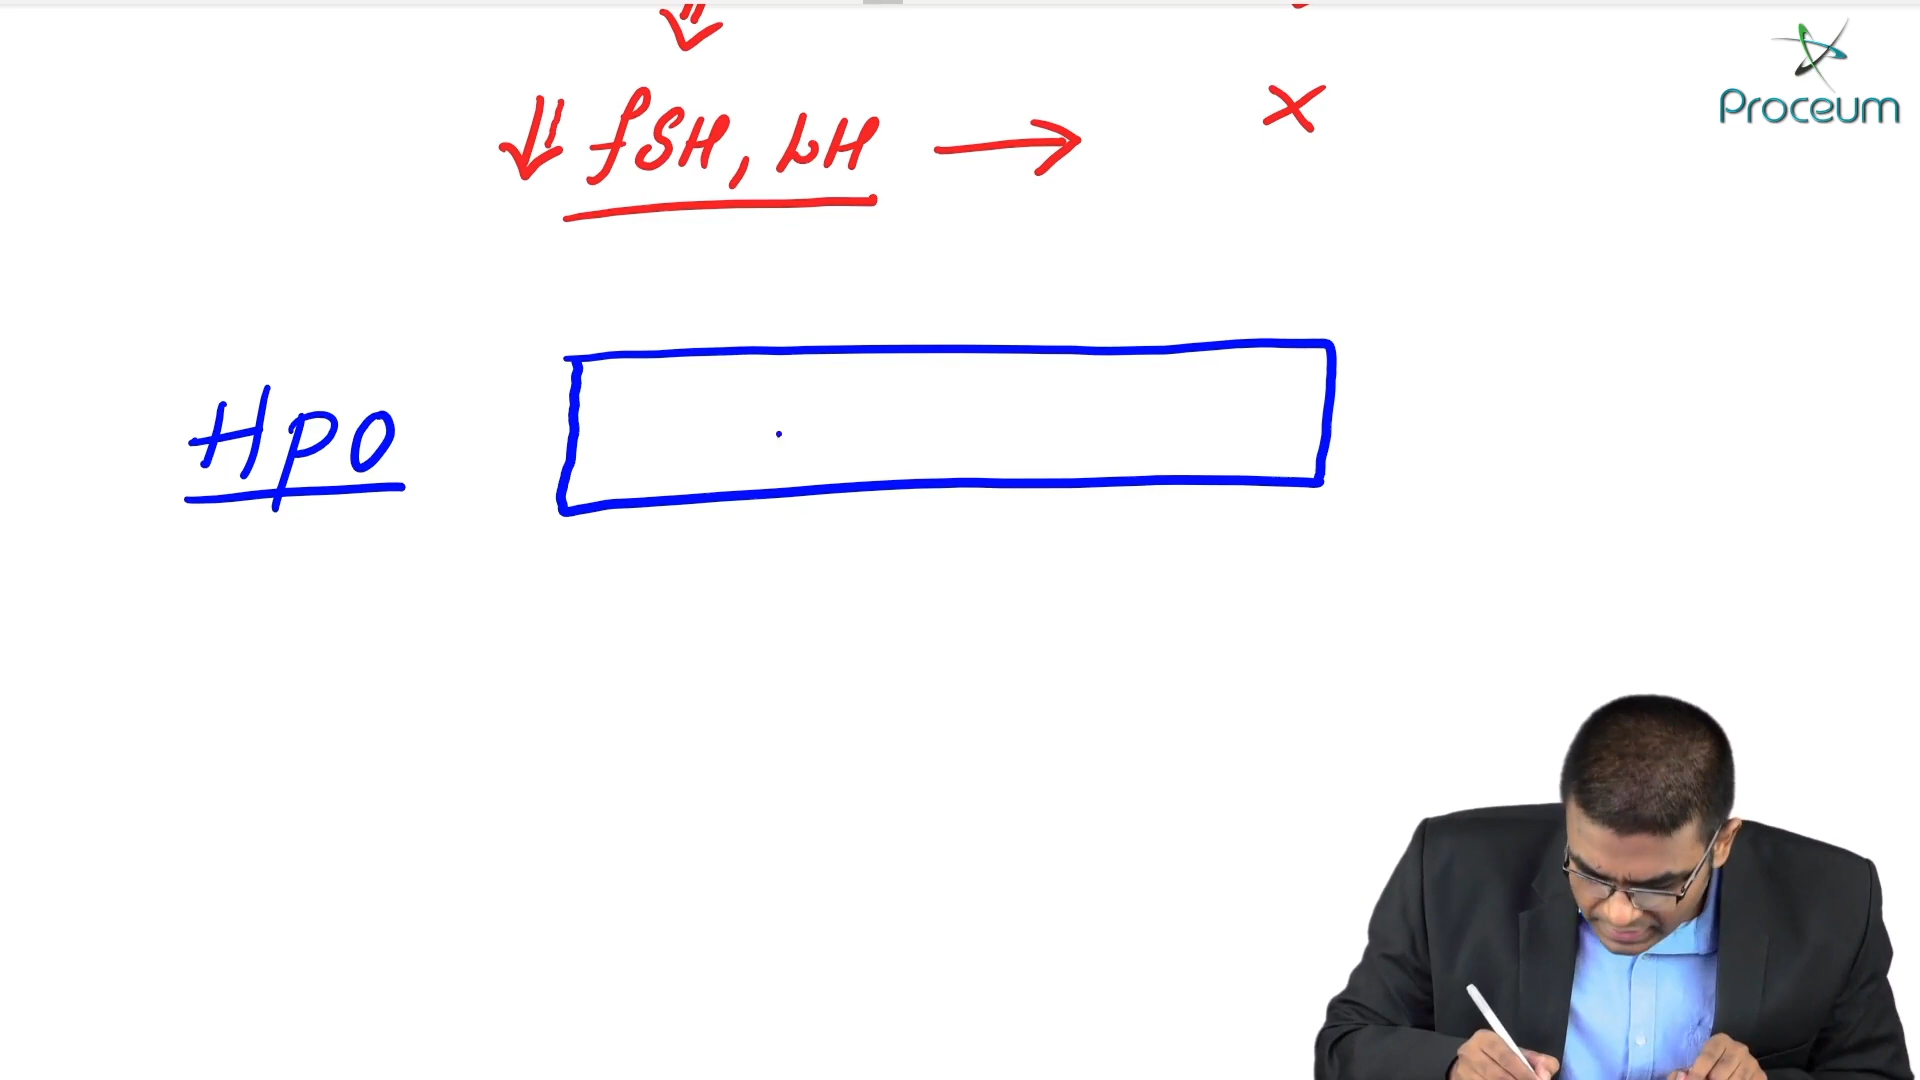 Proceum
⇓ FSH, LH → x
HPO